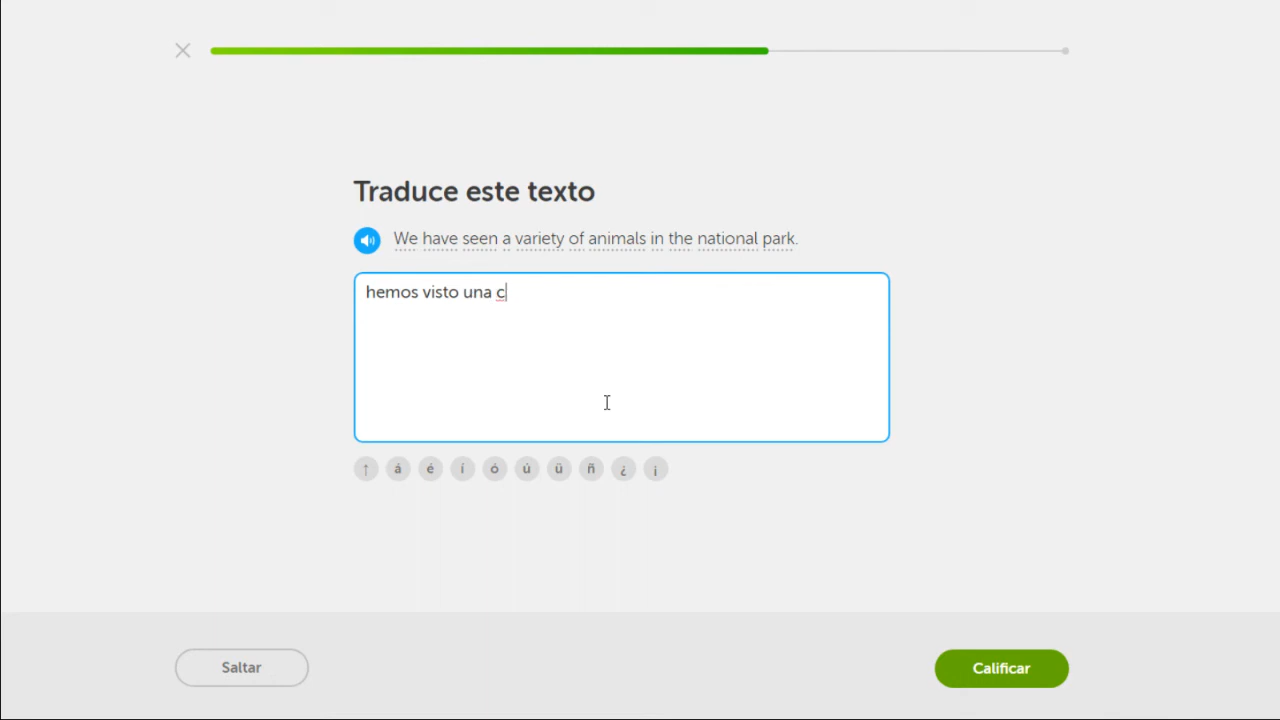 Traduce este texto
We have seen a variety of animals in the national park.
hemos visto una c
↑ á é í ó ú ü ñ ¿ ¡
Saltar
Calificar